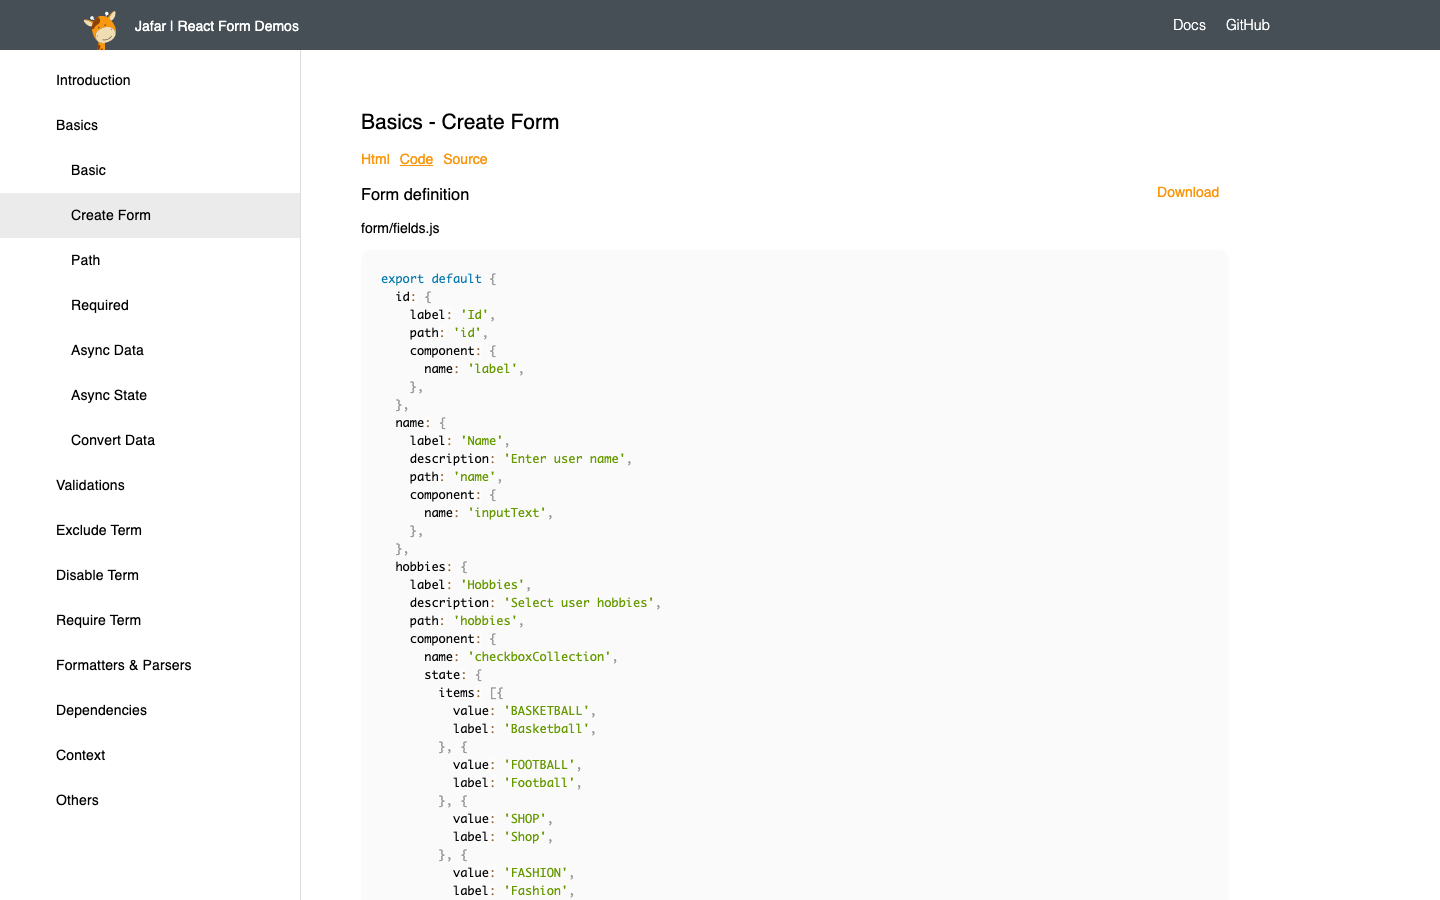 Jafar | React Form Demos
Docs
GitHub
Introduction
Basics
Basic
Create Form
Path
Required
Async Data
Async State
Convert Data
Validations
Exclude Term
Disable Term
Require Term
Formatters & Parsers
Dependencies
Context
Others
Basics - Create Form
Html Code Source
Form definition
Download
form/fields.js
export default {
  id: {
    label: 'Id',
    path: 'id',
    component: {
      name: 'label',
    },
  },
  name: {
    label: 'Name',
    description: 'Enter user name',
    path: 'name',
    component: {
      name: 'inputText',
    },
  },
  hobbies: {
    label: 'Hobbies',
    description: 'Select user hobbies',
    path: 'hobbies',
    component: {
      name: 'checkboxCollection',
      state: {
        items: [{
          value: 'BASKETBALL',
          label: 'Basketball',
        }, {
          value: 'FOOTBALL',
          label: 'Football',
        }, {
          value: 'SHOP',
          label: 'Shop',
        }, {
          value: 'FASHION',
          label: 'Fashion',